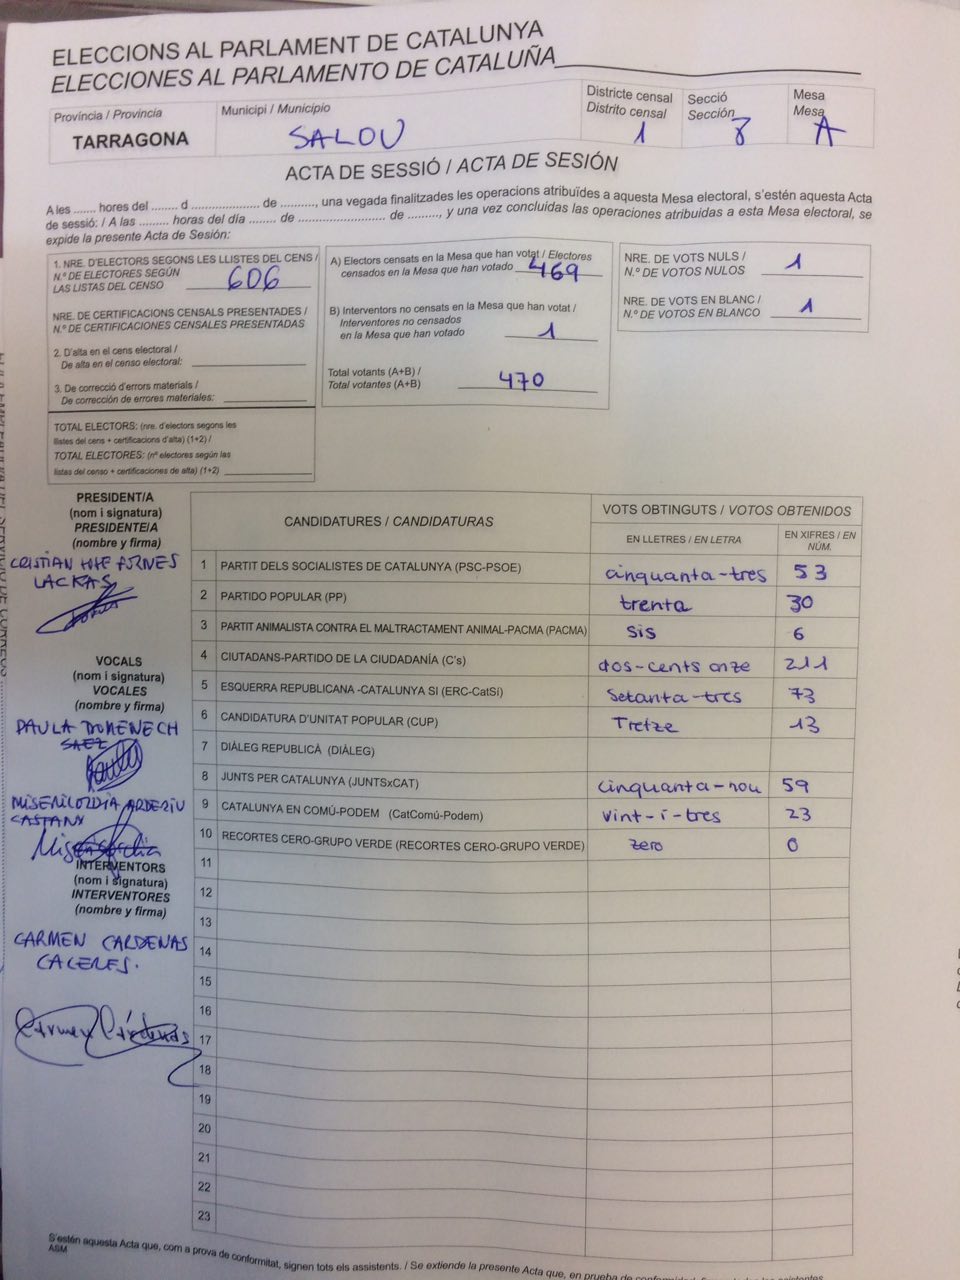 ELECCIONS AL PARLAMENT DE CATALUNYA
ELECCIONES AL PARLAMENTO DE CATALUÑA
Província / Provincia
TARRAGONA
Municipi / Municipio
SALOU
Districte censal
Distrito censal
1
Secció
Sección
8
Mesa
Mesa
A
ACTA DE SESSIÓ / ACTA DE SESIÓN
A les ....... hores del ........ d ..................... de .........., una vegada finalitzades les operacions atribuïdes a aquesta Mesa electoral, s'estén aquesta Acta
de sessió: / A las ......... horas del día ........ de ......................... de ........., y una vez concluidas las operaciones atribuidas a esta Mesa electoral, se
expide la presente Acta de Sesión:
1. NRE. D'ELECTORS SEGONS LES LLISTES DEL CENS /
N.º DE ELECTORES SEGÚN
LAS LISTAS DEL CENSO
606
NRE. DE CERTIFICACIONS CENSALS PRESENTADES /
N.º DE CERTIFICACIONES CENSALES PRESENTADAS
2. D'alta en el cens electoral /
De alta en el censo electoral:
3. De correcció d'errors materials /
De corrección de errores materiales:
TOTAL ELECTORS: (nre. d'electors segons les
llistes del cens + certificacions d'alta) (1+2) /
TOTAL ELECTORES: (nº electores según las
listas del censo + certificaciones de alta) (1+2)
A) Electors censats en la Mesa que han votat / Electores
censados en la Mesa que han votado 469
B) Interventors no censats en la Mesa que han votat /
Interventores no censados
en la Mesa que han votado 1
Total votants (A+B) /
Total votantes (A+B) 470
NRE. DE VOTS NULS /
N.º DE VOTOS NULOS 1
NRE. DE VOTS EN BLANC /
N.º DE VOTOS EN BLANCO 1
PRESIDENT/A
(nom i signatura)
PRESIDENTE/A
(nombre y firma)
CRISTIAN FORNES
LACKAS
VOCALS
(nom i signatura)
VOCALES
(nombre y firma)
PAULA DOMENECH
SAEZ
MISERICORDIA ARDERIU
CASTANY
INTERVENTORS
(nom i signatura)
INTERVENTORES
(nombre y firma)
CARMEN CARDENAS
CACERES.
Carmen Cárdenas
CANDIDATURES / CANDIDATURAS
VOTS OBTINGUTS / VOTOS OBTENIDOS
EN LLETRES / EN LETRA
EN XIFRES / EN
NÚM.
1 PARTIT DELS SOCIALISTES DE CATALUNYA (PSC-PSOE) cinquanta-tres 53
2 PARTIDO POPULAR (PP) trenta 30
3 PARTIT ANIMALISTA CONTRA EL MALTRACTAMENT ANIMAL-PACMA (PACMA) sis 6
4 CIUTADANS-PARTIDO DE LA CIUDADANÍA (C's) dos-cents onze 211
5 ESQUERRA REPUBLICANA -CATALUNYA SI (ERC-CatSí) Setanta-tres 73
6 CANDIDATURA D'UNITAT POPULAR (CUP) Tretze 13
7 DIÀLEG REPUBLICÀ (DIÀLEG)
8 JUNTS PER CATALUNYA (JUNTSxCAT) cinquanta-nou 59
9 CATALUNYA EN COMÚ-PODEM (CatComú-Podem) vint-i-tres 23
10 RECORTES CERO-GRUPO VERDE (RECORTES CERO-GRUPO VERDE) zero 0
11
12
13
14
15
16
17
18
19
20
21
22
23
S'estén aquesta Acta que, com a prova de conformitat, signen tots els assistents. / Se extiende la presente Acta que, en prueba de conformidad,
ASM